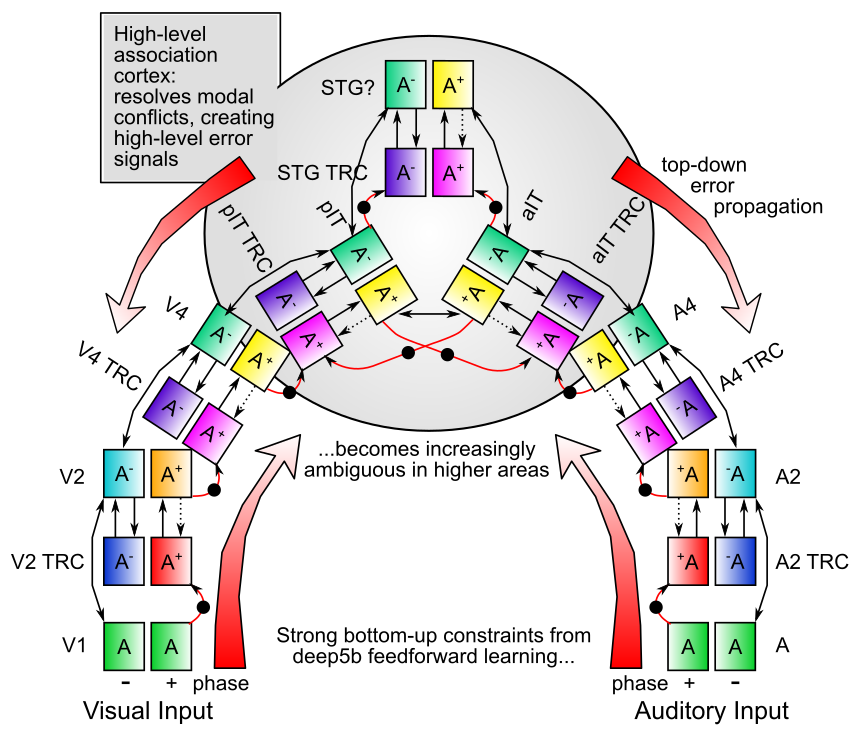 High-level
association
cortex:
resolves modal
conflicts, creating
high-level error
signals
STG?
A-
A+
STG TRC
A-
A+
top-down
error
propagation
pIT
aIT
pIT TRC
aIT TRC
A-
-A
A-
A+
+A
-A
V4
A4
A-
A+
A+
+A
+A
-A
V4 TRC
A4 TRC
A-
A+
+A
-A
...becomes increasingly
ambiguous in higher areas
V2
A-
A+
+A
-A
A2
V2 TRC
A-
A+
+A
-A
A2 TRC
Strong bottom-up constraints from
deep5b feedforward learning...
V1
A
A
A
A
A
- + phase
phase + -
Visual Input
Auditory Input